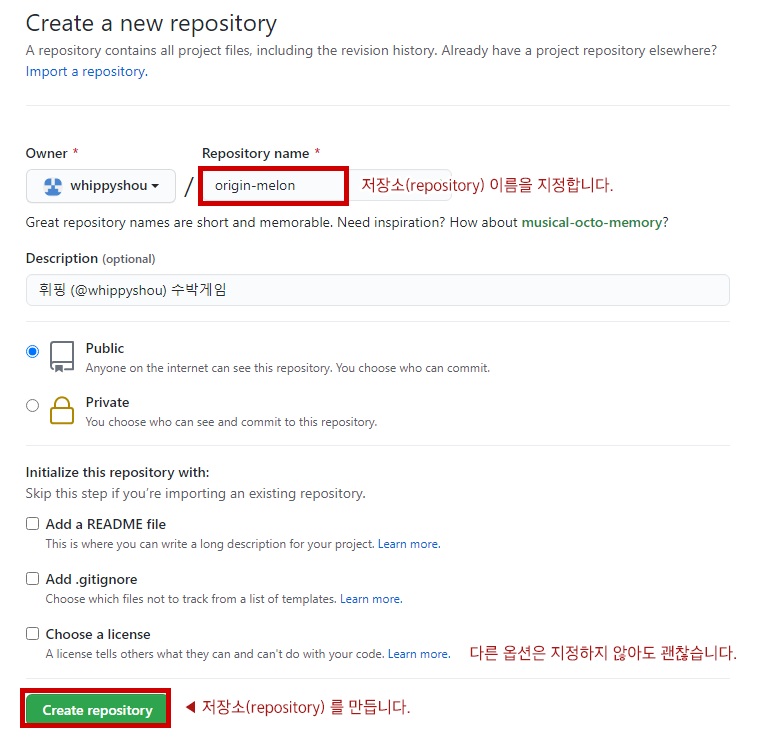 Create a new repository
A repository contains all project files, including the revision history. Already have a project repository elsewhere?
Import a repository.
Owner *
Repository name *
whippyshou
/
origin-melon
저장소(repository) 이름을 지정합니다.
Great repository names are short and memorable. Need inspiration? How about musical-octo-memory?
Description (optional)
휘핑 (@whippyshou) 수박게임
Public
Anyone on the internet can see this repository. You choose who can commit.
Private
You choose who can see and commit to this repository.
Initialize this repository with:
Skip this step if you're importing an existing repository.
Add a README file
This is where you can write a long description for your project. Learn more.
Add .gitignore
Choose which files not to track from a list of templates. Learn more.
Choose a license
A license tells others what they can and can't do with your code. Learn more.
다른 옵션은 지정하지 않아도 괜찮습니다.
Create repository
◀ 저장소(repository) 를 만듭니다.